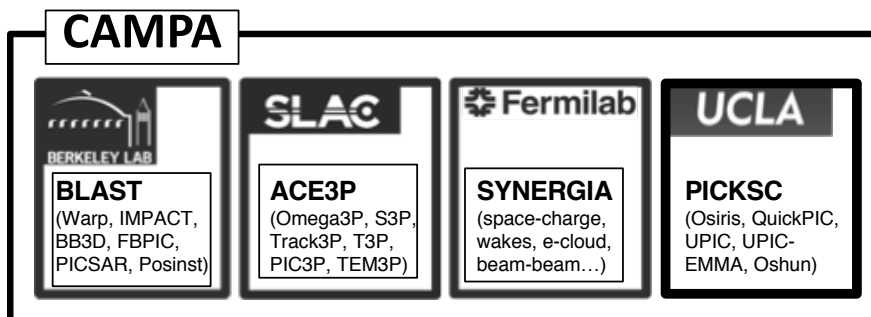 CAMPA
BERKELEY LAB
BLAST
(Warp, IMPACT,
BB3D, FBPIC,
PICSAR, Posinst)
SLAC
ACE3P
(Omega3P, S3P,
Track3P, T3P,
PIC3P, TEM3P)
Fermilab
SYNERGIA
(space-charge,
wakes, e-cloud,
beam-beam…)
UCLA
PICKSC
(Osiris, QuickPIC,
UPIC, UPIC-
EMMA, Oshun)